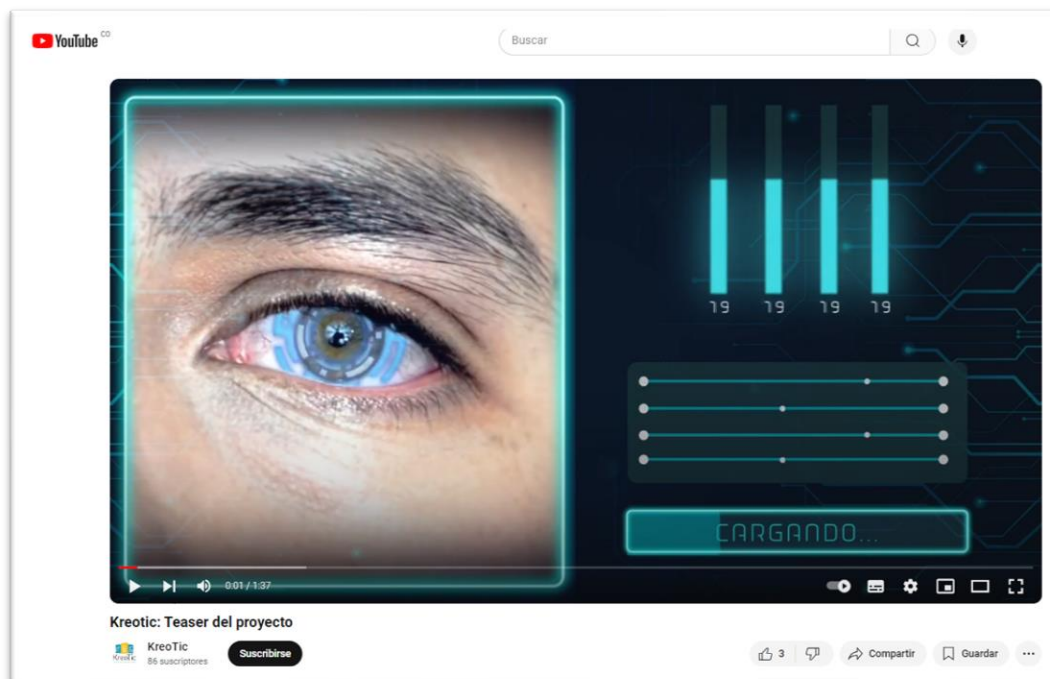 YouTube CO
Buscar
19 19 19 19
CARGANDO...
0:01 / 1:37
Kreotic: Teaser del proyecto
KreoTic
KreoTic
86 suscriptores
Suscribirse
3
Compartir
Guardar